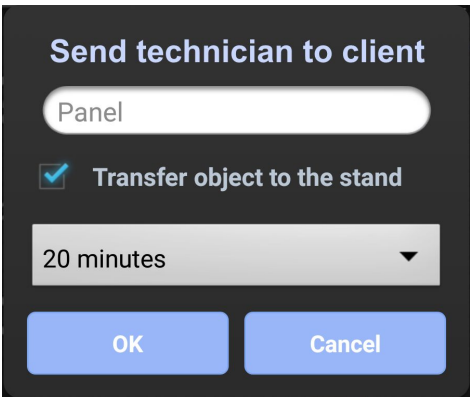 Send technician to client
Panel
Transfer object to the stand
20 minutes
OK
Cancel